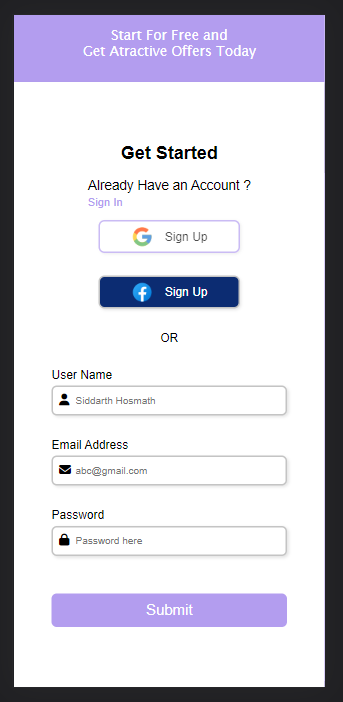 Start For Free and
Get Atractive Offers Today
Get Started
Already Have an Account ?
Sign In
Sign Up
Sign Up
OR
User Name
Siddarth Hosmath
Email Address
abc@gmail.com
Password
Password here
Submit